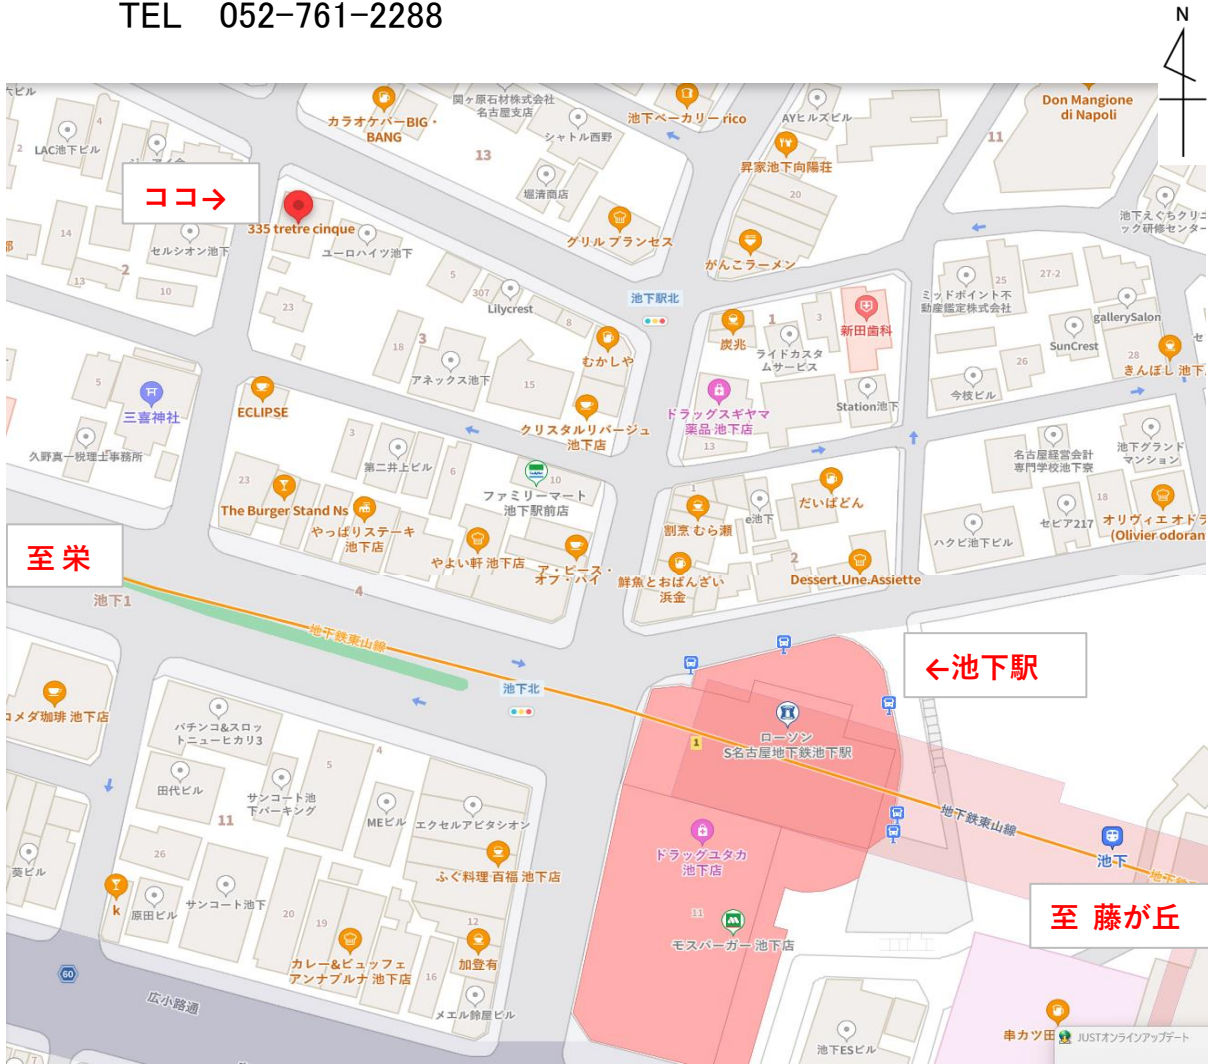 TEL 052-761-2288
N
カラオケバーBIG・
BANG
関ヶ原石材株式会社
名古屋支店
シャトル西野
池下ベーカリー rico
AYヒルズビル
Don Mangione
di Napoli
11
4
2
LAC池下ビル
13
堀清商店
昇家池下向陽荘
20
池下えぐちクリニ
ック研修センター
ココ→
335 tretre cinque
セルシオン池下
ユーロハイツ池下
グリル プランセス
がんこラーメン
14
2
13
10
5
307
Lilycrest
8
池下駅北
23
3
18
アネックス池下
15
むかしや
炭兆
1
3
ライドカスタ
ムサービス
新田歯科
ミッドポイント不
動産鑑定株式会社
25
27-2
gallerySalon
SunCrest
26
28
きんぼし 池下
今枝ビル
5
三喜神社
ECLIPSE
クリスタルリバージュ
池下店
ドラッグスギヤマ
薬品 池下店
13
Station池下
久野真一税理士事務所
3
第二井上ビル
6
10
ファミリーマート
池下駅前店
名古屋経営会計
専門学校池下寮
池下グランド
マンション
23
The Burger Stand Ns
やっぱりステーキ
池下店
やよい軒 池下店
ア・ピース・
オブ・パイ
1
割烹 むら瀬
e池下
だいばどん
2
鮮魚とおばんざい
浜金
Dessert.Une.Assiette
ハクビ池下ビル
セピア217
18
オリヴィエ オドラ
(Olivier odoran
至 栄
池下1
4
地下鉄東山線
池下北
←池下駅
コメダ珈琲 池下店
パチンコ&スロッ
トニューヒカリ3
1
ローソン
S名古屋地下鉄池下駅
4
5
田代ビル
サンコート池
下パーキング
11
MEビル
エクセルアビタシオン
地下鉄東山線
池下
ドラッグユタカ
池下店
葵ビル
26
ふぐ料理 百福 池下店
k
原田ビル
サンコート池下
20
19
12
11
モスバーガー 池下店
至 藤が丘
カレー&ビュッフェ
アンナプルナ 池下店
16
加登有
60
広小路通
メエル鈴屋ビル
池下ESビル
串カツ田
JUSTオンラインアップデート
7